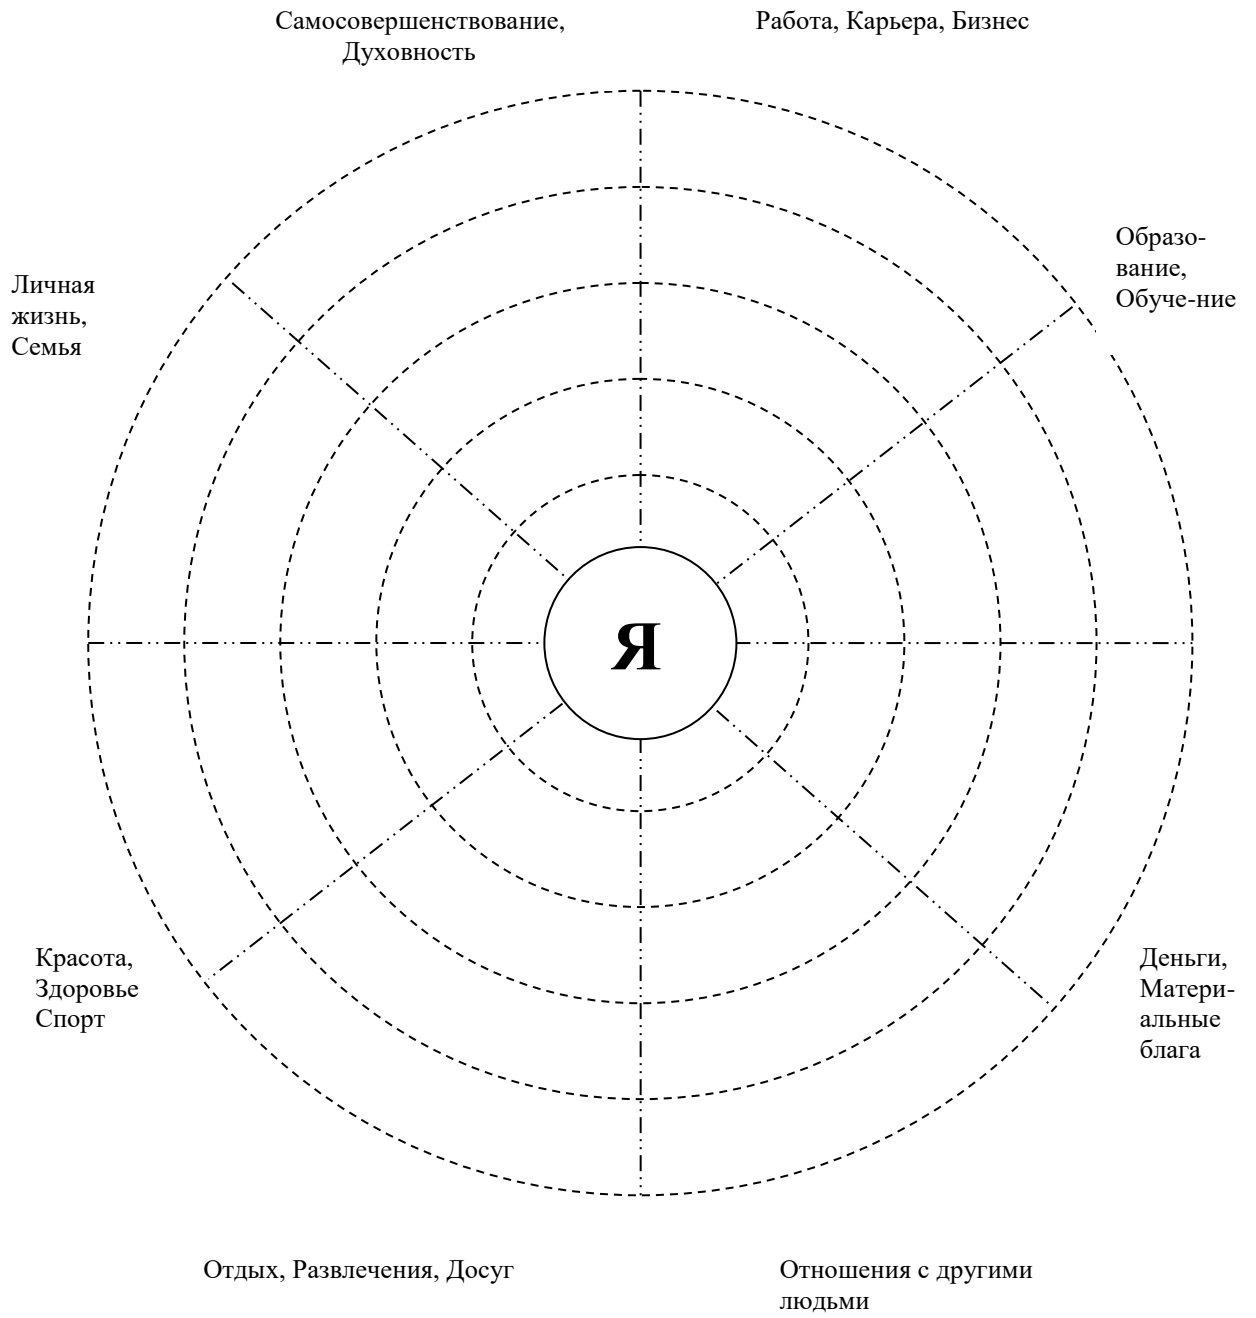 Самосовершенствование,
Духовность
Работа, Карьера, Бизнес
Образо-
вание,
Обуче-ние
Личная
жизнь,
Семья
Я
Красота,
Здоровье
Спорт
Деньги,
Матери-
альные
блага
Отдых, Развлечения, Досуг
Отношения с другими
людьми